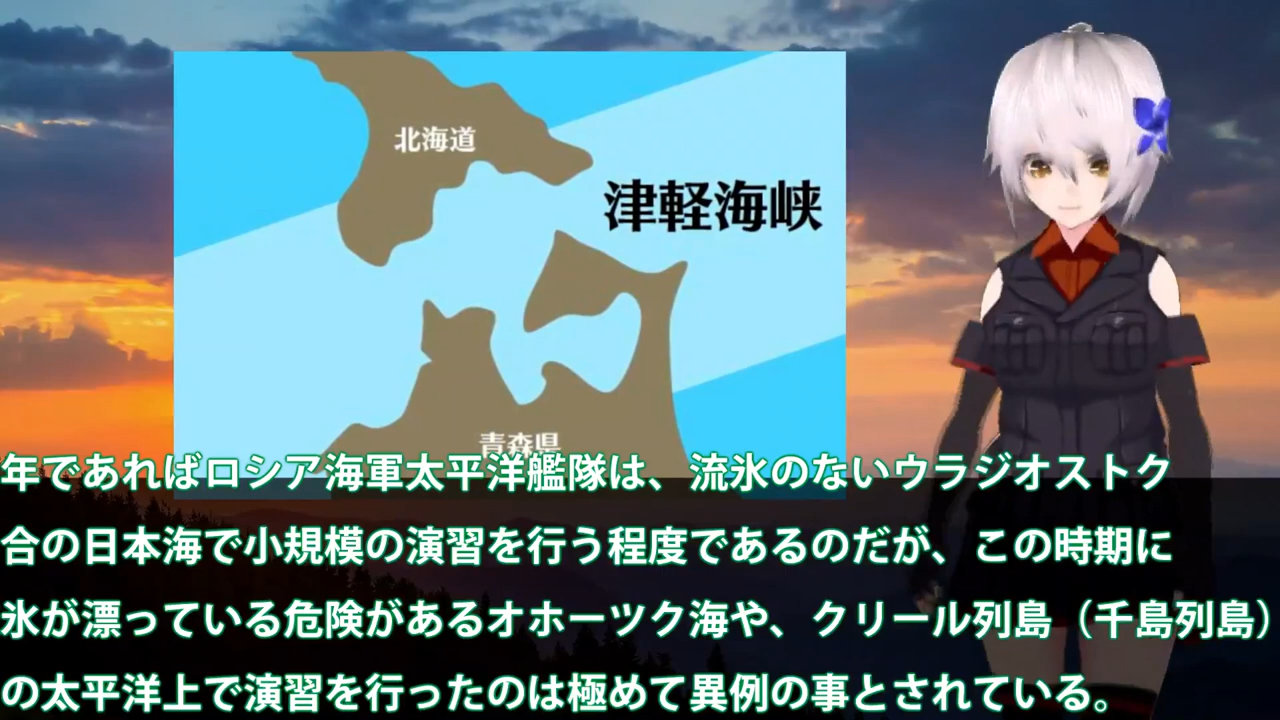 北海道
津軽海峡
青森県
年であればロシア海軍太平洋艦隊は、流氷のないウラジオストク
合の日本海で小規模の演習を行う程度であるのだが、この時期に
氷が漂っている危険があるオホーツク海や、クリール列島（千島列島）
の太平洋上で演習を行ったのは極めて異例の事とされている。